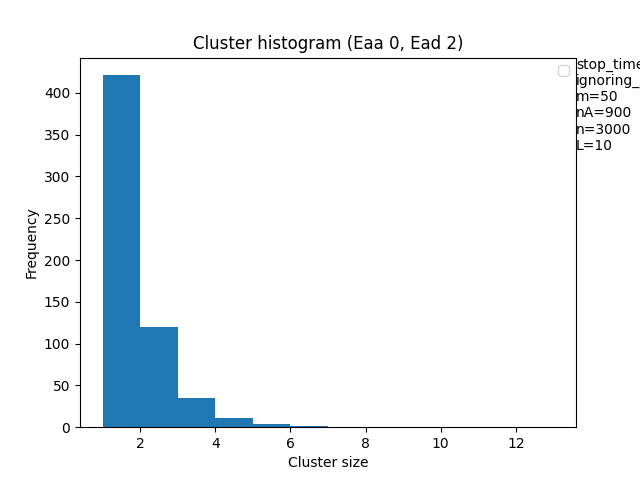 Cluster histogram (Eaa 0, Ead 2)
stop_time
ignoring_
m=50
nA=900
n=3000
L=10
Frequency
400
350
300
250
200
150
100
50
0
2 4 6 8 10 12
Cluster size